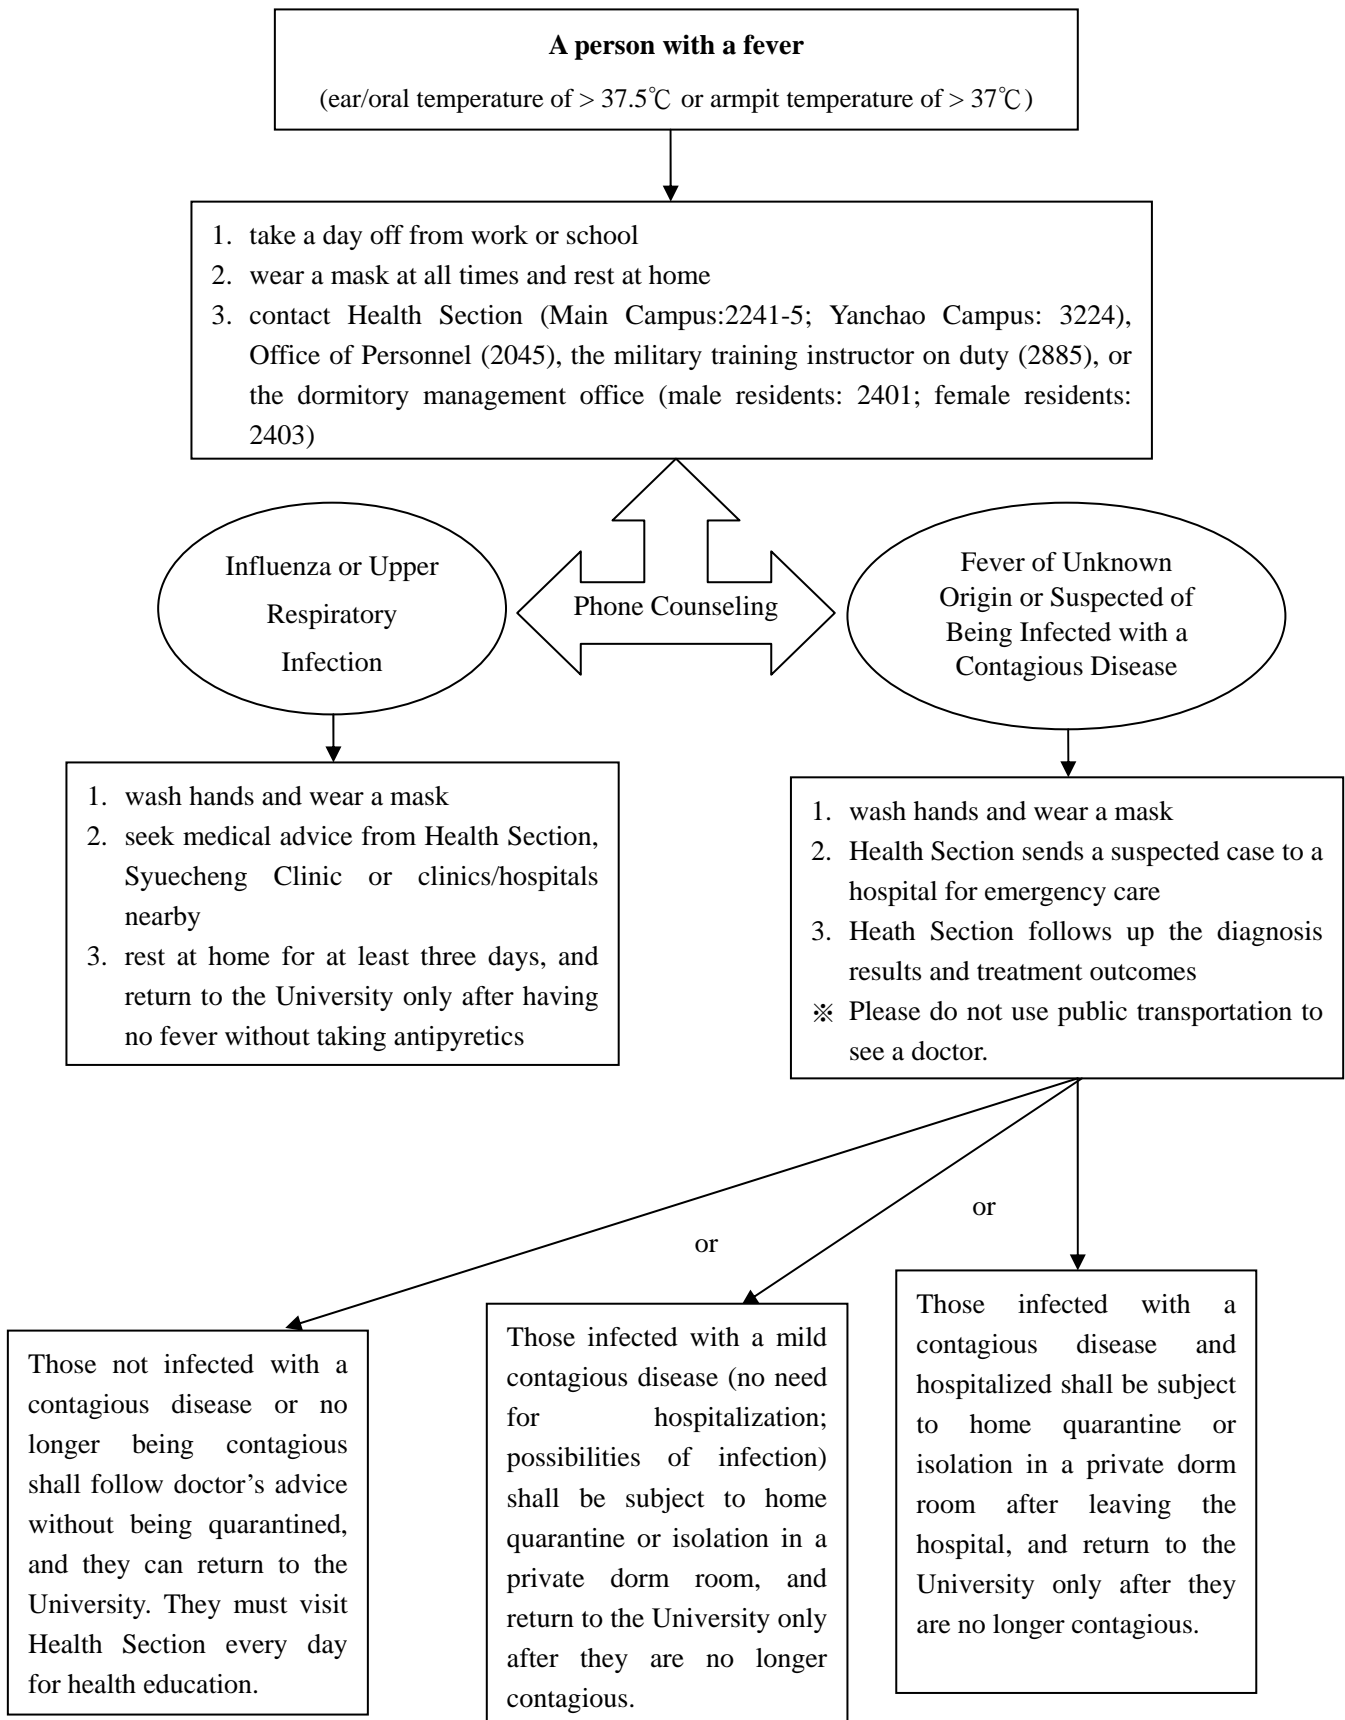 A person with a fever
(ear/oral temperature of > 37.5℃ or armpit temperature of > 37℃)
1. take a day off from work or school
2. wear a mask at all times and rest at home
3. contact Health Section (Main Campus:2241-5; Yanchao Campus: 3224),
Office of Personnel (2045), the military training instructor on duty (2885), or
the dormitory management office (male residents: 2401; female residents:
2403)
Influenza or Upper
Respiratory
Infection
Phone Counseling
Fever of Unknown
Origin or Suspected of
Being Infected with a
Contagious Disease
1. wash hands and wear a mask
2. seek medical advice from Health Section,
Syuecheng Clinic or clinics/hospitals
nearby
3. rest at home for at least three days, and
return to the University only after having
no fever without taking antipyretics
1. wash hands and wear a mask
2. Health Section sends a suspected case to a
hospital for emergency care
3. Heath Section follows up the diagnosis
results and treatment outcomes
※ Please do not use public transportation to
see a doctor.
or
or
Those not infected with a
contagious disease or no
longer being contagious
shall follow doctor’s advice
without being quarantined,
and they can return to the
University. They must visit
Health Section every day
for health education.
Those infected with a mild
contagious disease (no need
for hospitalization;
possibilities of infection)
shall be subject to home
quarantine or isolation in a
private dorm room, and
return to the University only
after they are no longer
contagious.
Those infected with a
contagious disease and
hospitalized shall be subject
to home quarantine or
isolation in a private dorm
room after leaving the
hospital, and return to the
University only after they
are no longer contagious.